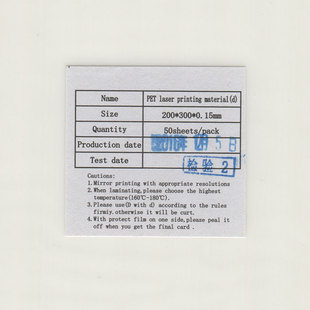 Name PET laser printing material(d)
Size 200*300*0.15mm
Quantity 50sheets/pack
Production date
Test date 检验 2
Cautions:
1.Mirror printing with appropriate resolutions
2.When laminating,please choose the highest
temperature(160℃-180℃).
3.Please use(D with d) according to the rules
firmly.otherwise it will be curt.
4.With protect film on one side,please peal it
off when you get the final card .